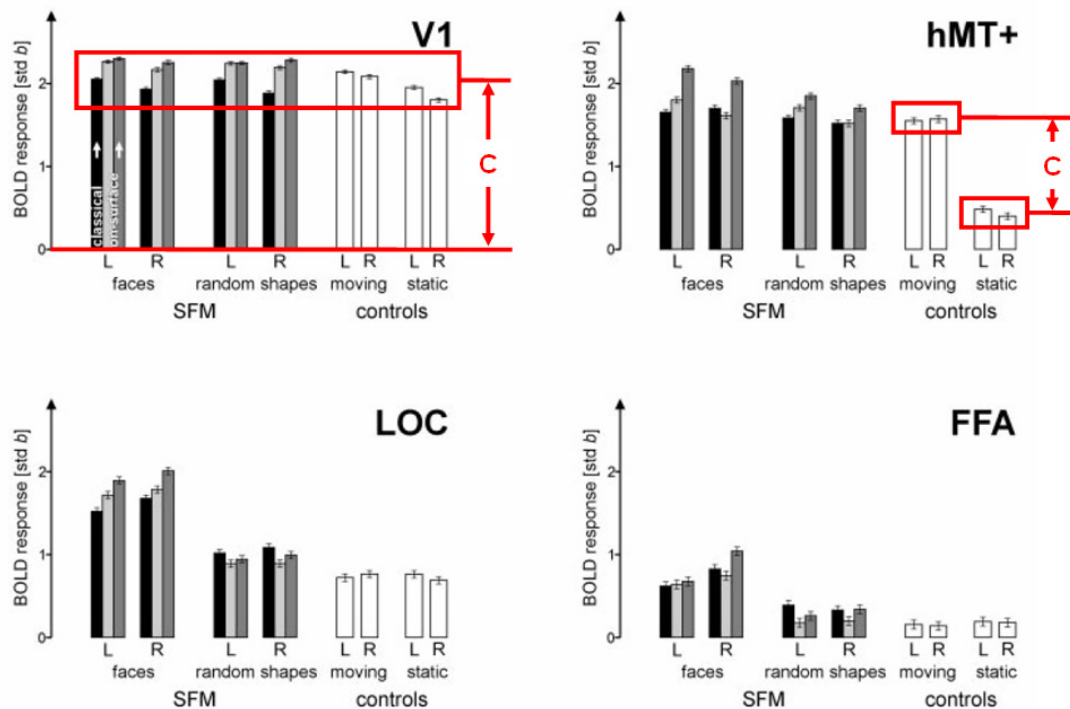 V1
BOLD response [std b]
2
1
0
classical
on-surface
C
L R L R L R L R
faces random shapes moving static
SFM controls
hMT+
BOLD response [std b]
2
1
0
C
L R L R L R L R
faces random shapes moving static
SFM controls
LOC
BOLD response [std b]
2
1
0
L R L R L R L R
faces random shapes moving static
SFM controls
FFA
BOLD response [std b]
2
1
0
L R L R L R L R
faces random shapes moving static
SFM controls